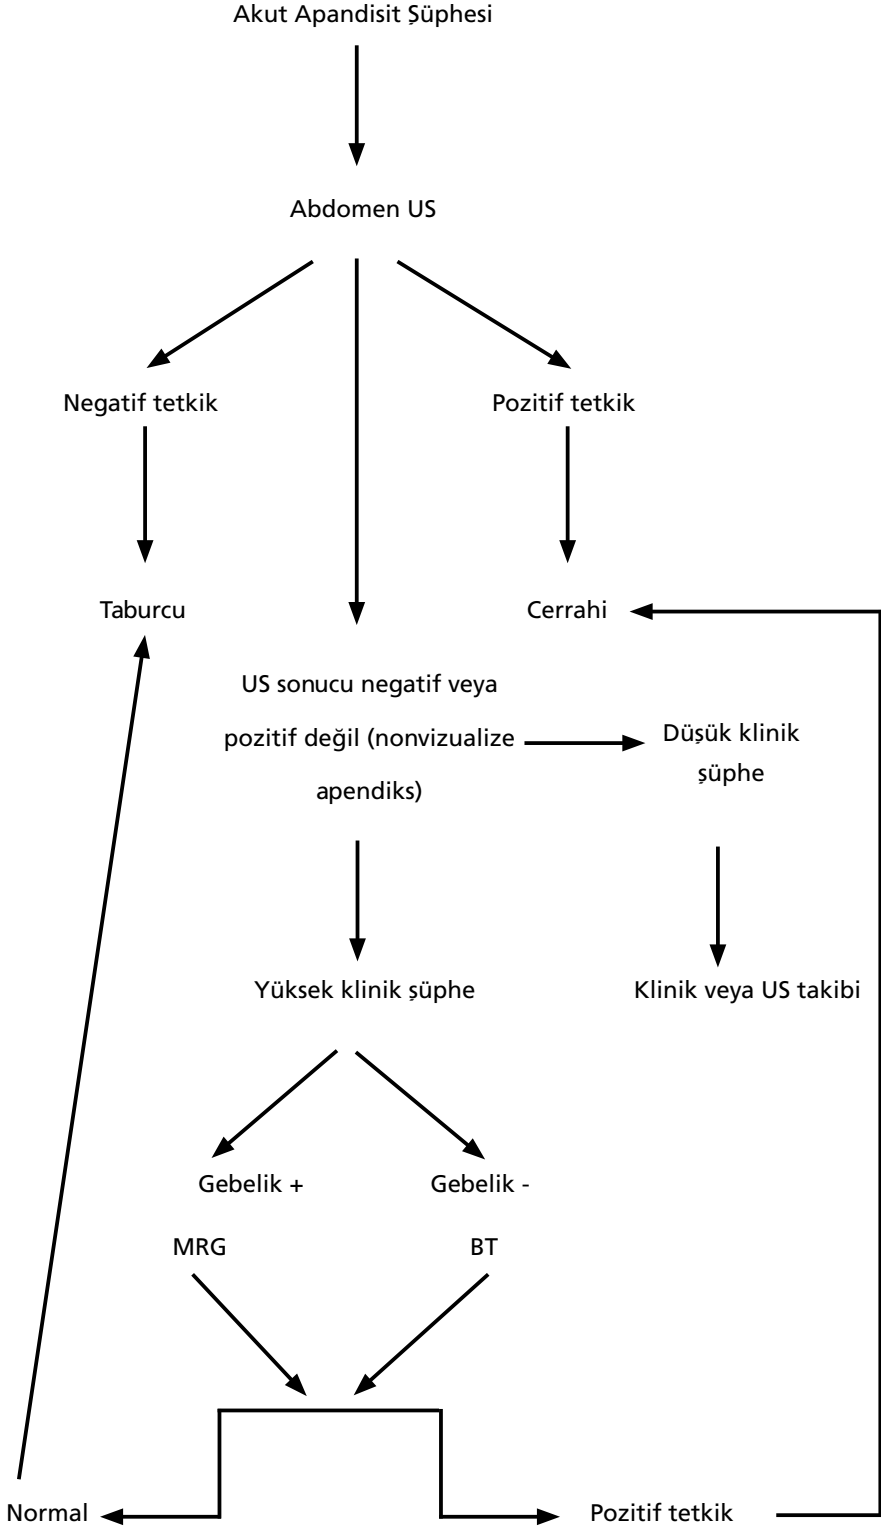 Akut Apandisit Şüphesi
Abdomen US
Negatif tetkik
Pozitif tetkik
Taburcu
Cerrahi
US sonucu negatif veya
pozitif değil (nonvizualize
apendiks)
Düşük klinik
şüphe
Yüksek klinik şüphe
Klinik veya US takibi
Gebelik +
Gebelik -
MRG
BT
Normal
Pozitif tetkik